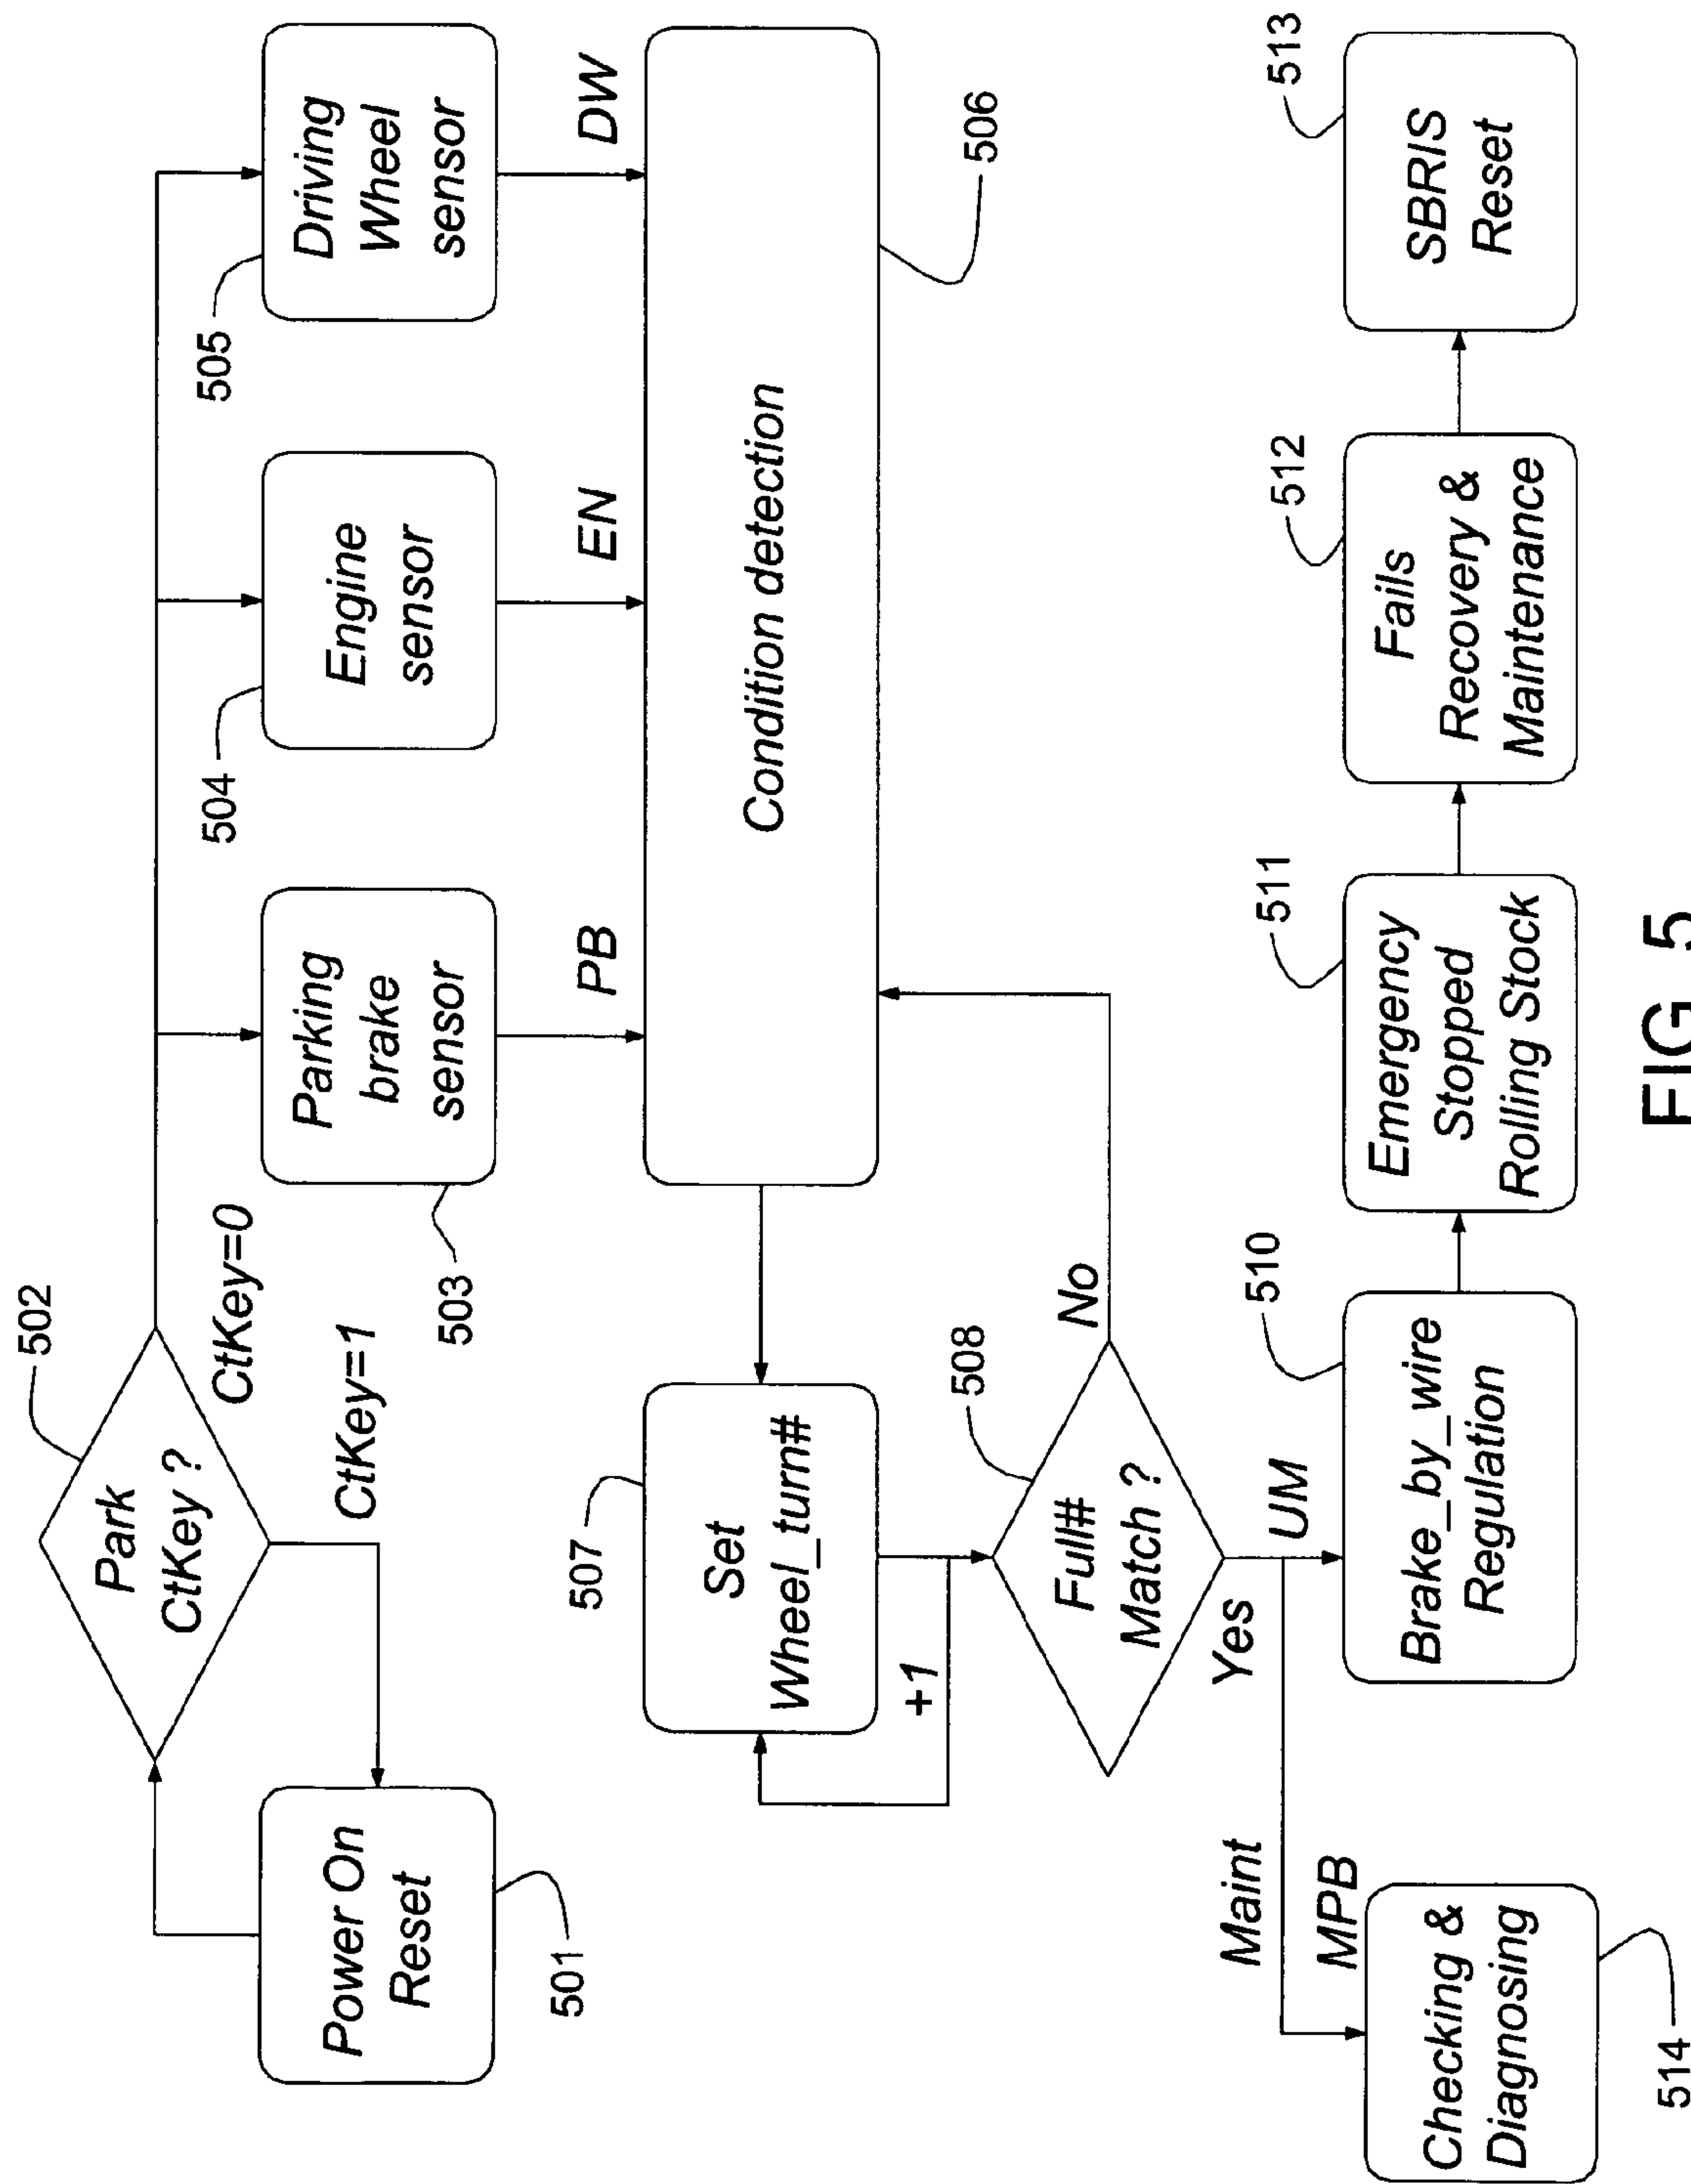 502
Park
CtKey ?
CtKey=0
CtKey=1
Power On
Reset
501
Parking
brake
sensor
503
Engine
sensor
504
Driving
Wheel
sensor
505
PB
EN
DW
Condition detection
506
Set
Wheel_turn#
507
+1
Full#
Match ?
508
No
Yes
UM
Maint
MPB
Checking &
Diagnosing
514
Brake_by_wire
Regulation
510
Emergency
Stopped
Rolling Stock
511
Fails
Recovery &
Maintenance
512
SBRIS
Reset
513
FIG. 5